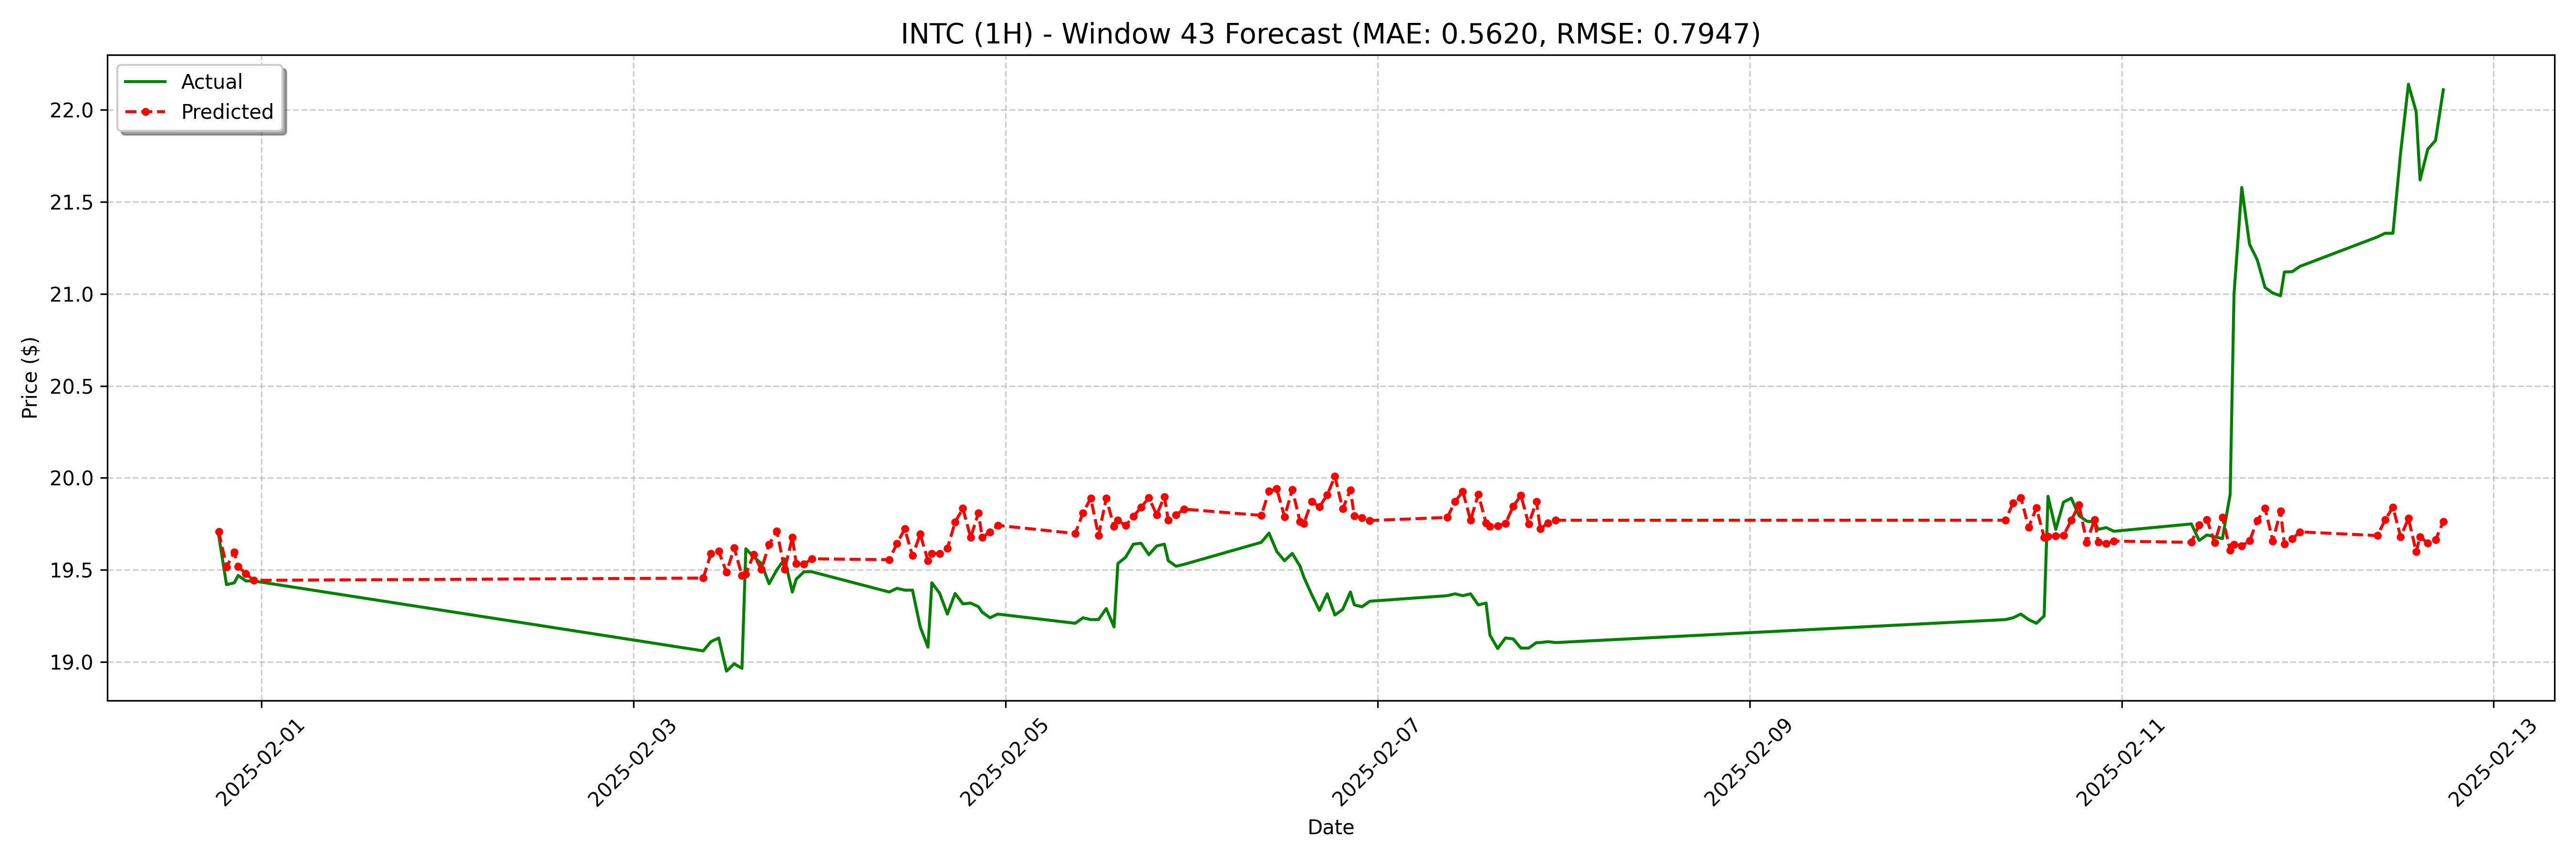 INTC (1H) - Window 43 Forecast (MAE: 0.5620, RMSE: 0.7947)
Actual
Predicted
Price ($)
22.0
21.5
21.0
20.5
20.0
19.5
19.0
2025-02-01
2025-02-03
2025-02-05
2025-02-07
2025-02-09
2025-02-11
2025-02-13
Date